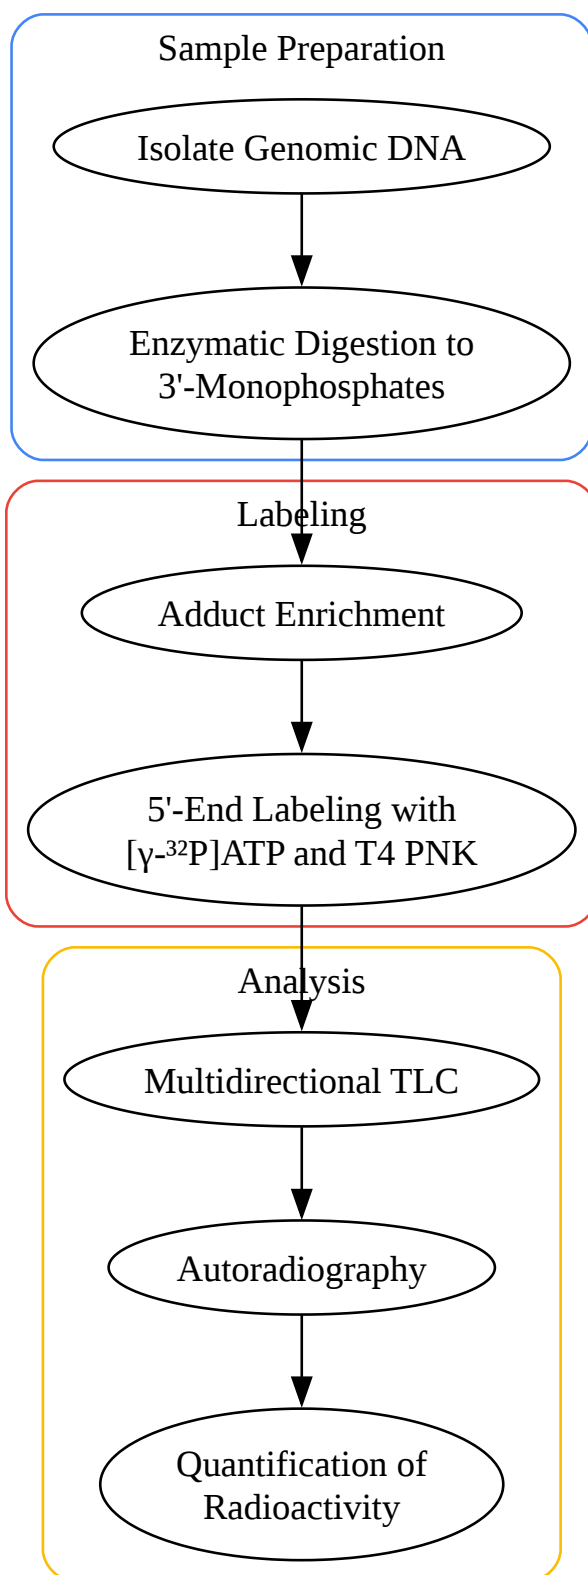 Sample Preparation
Isolate Genomic DNA
Enzymatic Digestion to
3'-Monophosphates
Labeling
Adduct Enrichment
5'-End Labeling with
[γ-³²P]ATP and T4 PNK
Analysis
Multidirectional TLC
Autoradiography
Quantification of
Radioactivity